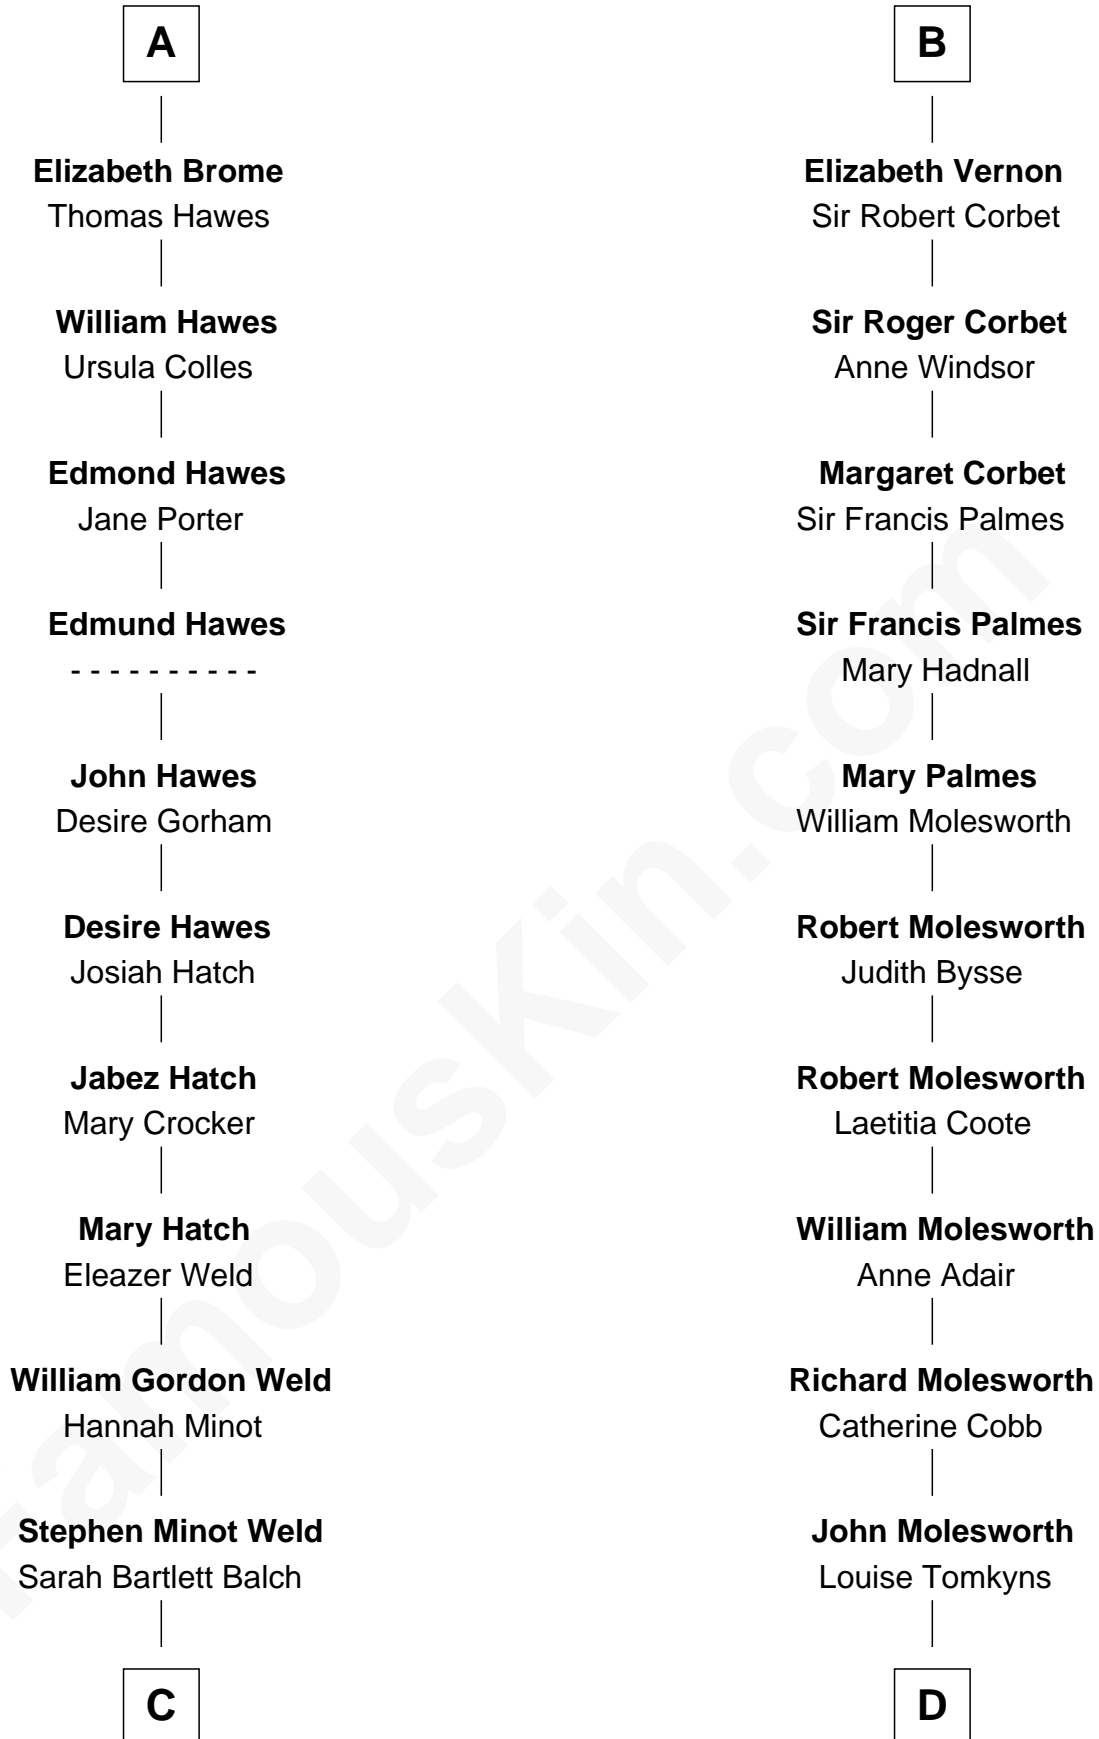 A
Elizabeth Brome
Thomas Hawes
William Hawes
Ursula Colles
Edmond Hawes
Jane Porter
Edmund Hawes
- - - - - - - - - -
John Hawes
Desire Gorham
Desire Hawes
Josiah Hatch
Jabez Hatch
Mary Crocker
Mary Hatch
Eleazer Weld
William Gordon Weld
Hannah Minot
Stephen Minot Weld
Sarah Bartlett Balch
C
B
Elizabeth Vernon
Sir Robert Corbet
Sir Roger Corbet
Anne Windsor
Margaret Corbet
Sir Francis Palmes
Sir Francis Palmes
Mary Hadnall
Mary Palmes
William Molesworth
Robert Molesworth
Judith Bysse
Robert Molesworth
Laetitia Coote
William Molesworth
Anne Adair
Richard Molesworth
Catherine Cobb
John Molesworth
Louise Tomkyns
D
FamousKin.com